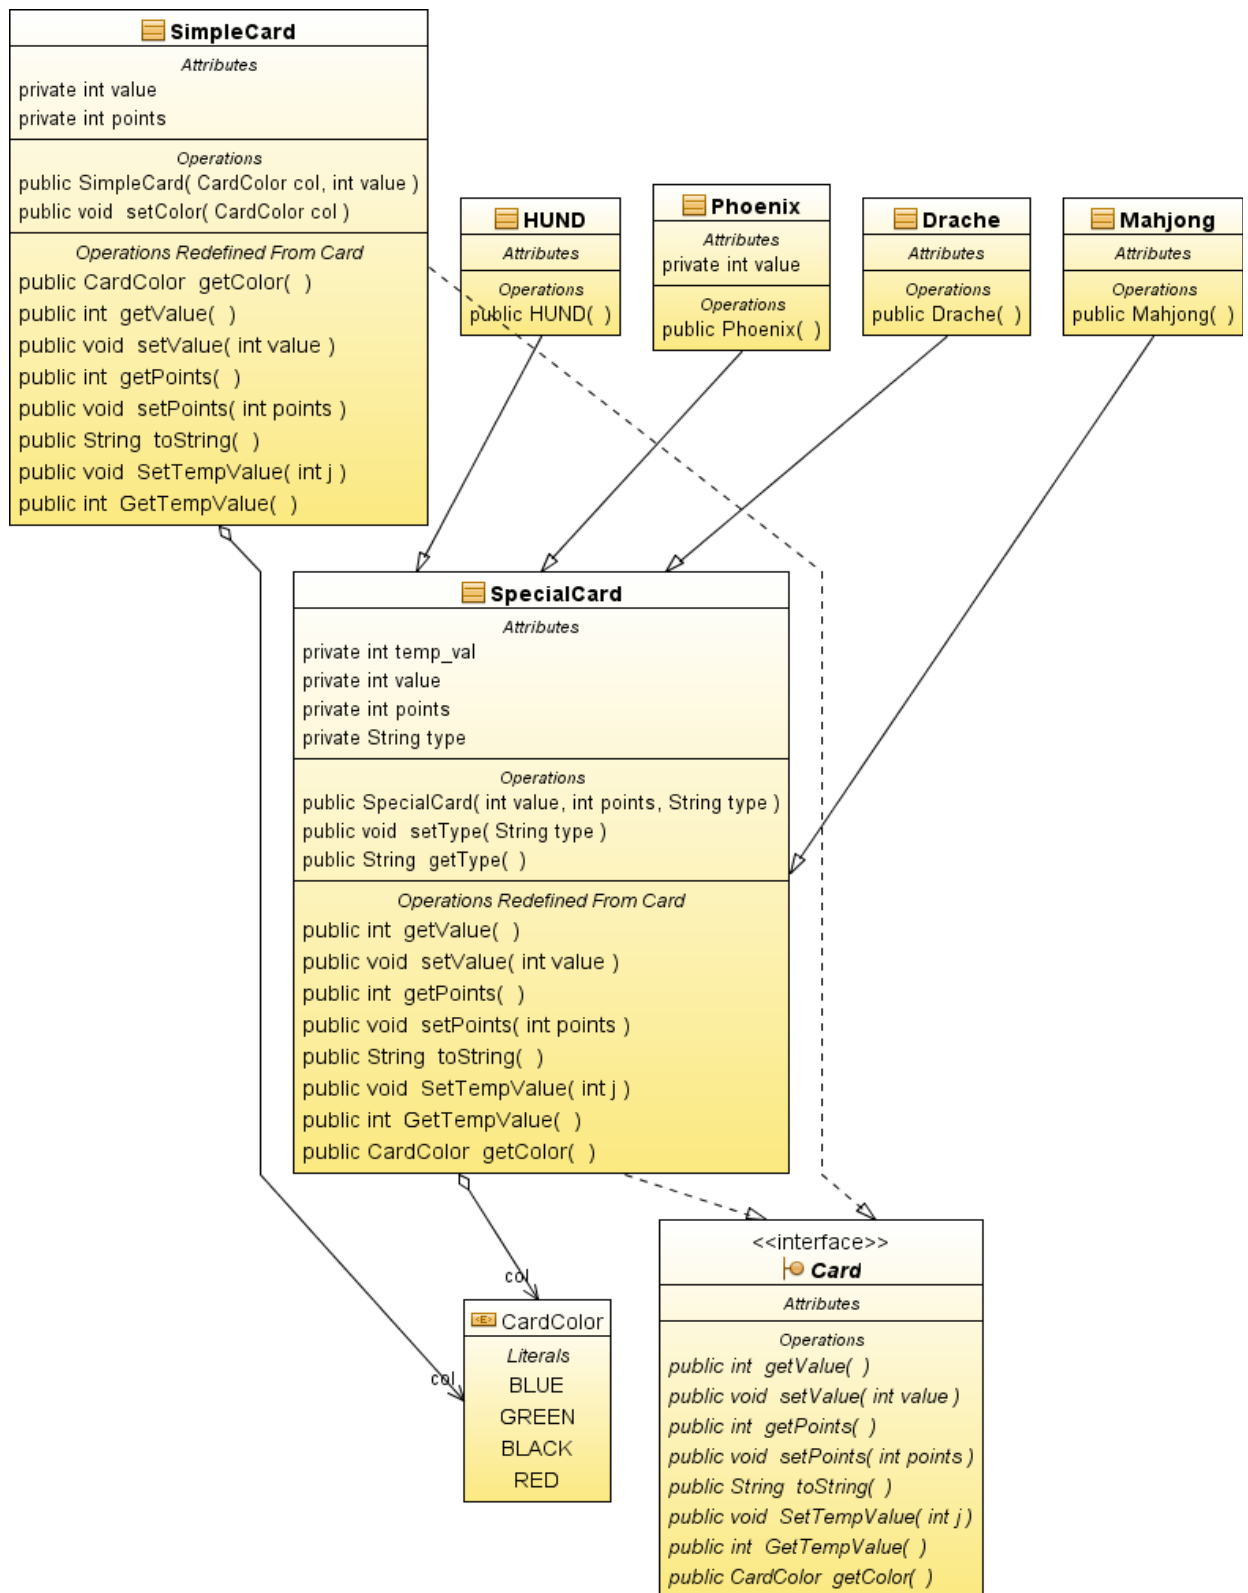 SimpleCard
Attributes
private int value
private int points
Operations
public SimpleCard( CardColor col, int value )
public void setColor( CardColor col )
Operations Redefined From Card
public CardColor getColor( )
public int getValue( )
public void setValue( int value )
public int getPoints( )
public void setPoints( int points )
public String toString( )
public void SetTempValue( int j )
public int GetTempValue( )
HUND
Attributes
Operations
public HUND( )
Phoenix
Attributes
private int value
Operations
public Phoenix( )
Drache
Attributes
Operations
public Drache( )
Mahjong
Attributes
Operations
public Mahjong( )
SpecialCard
Attributes
private int temp_val
private int value
private int points
private String type
Operations
public SpecialCard( int value, int points, String type )
public void setType( String type )
public String getType( )
Operations Redefined From Card
public int getValue( )
public void setValue( int value )
public int getPoints( )
public void setPoints( int points )
public String toString( )
public void SetTempValue( int j )
public int GetTempValue( )
public CardColor getColor( )
col
col
<E> CardColor
Literals
BLUE
GREEN
BLACK
RED
<<interface>>
Card
Attributes
Operations
public int getValue( )
public void setValue( int value )
public int getPoints( )
public void setPoints( int points )
public String toString( )
public void SetTempValue( int j )
public int GetTempValue( )
public CardColor getColor( )